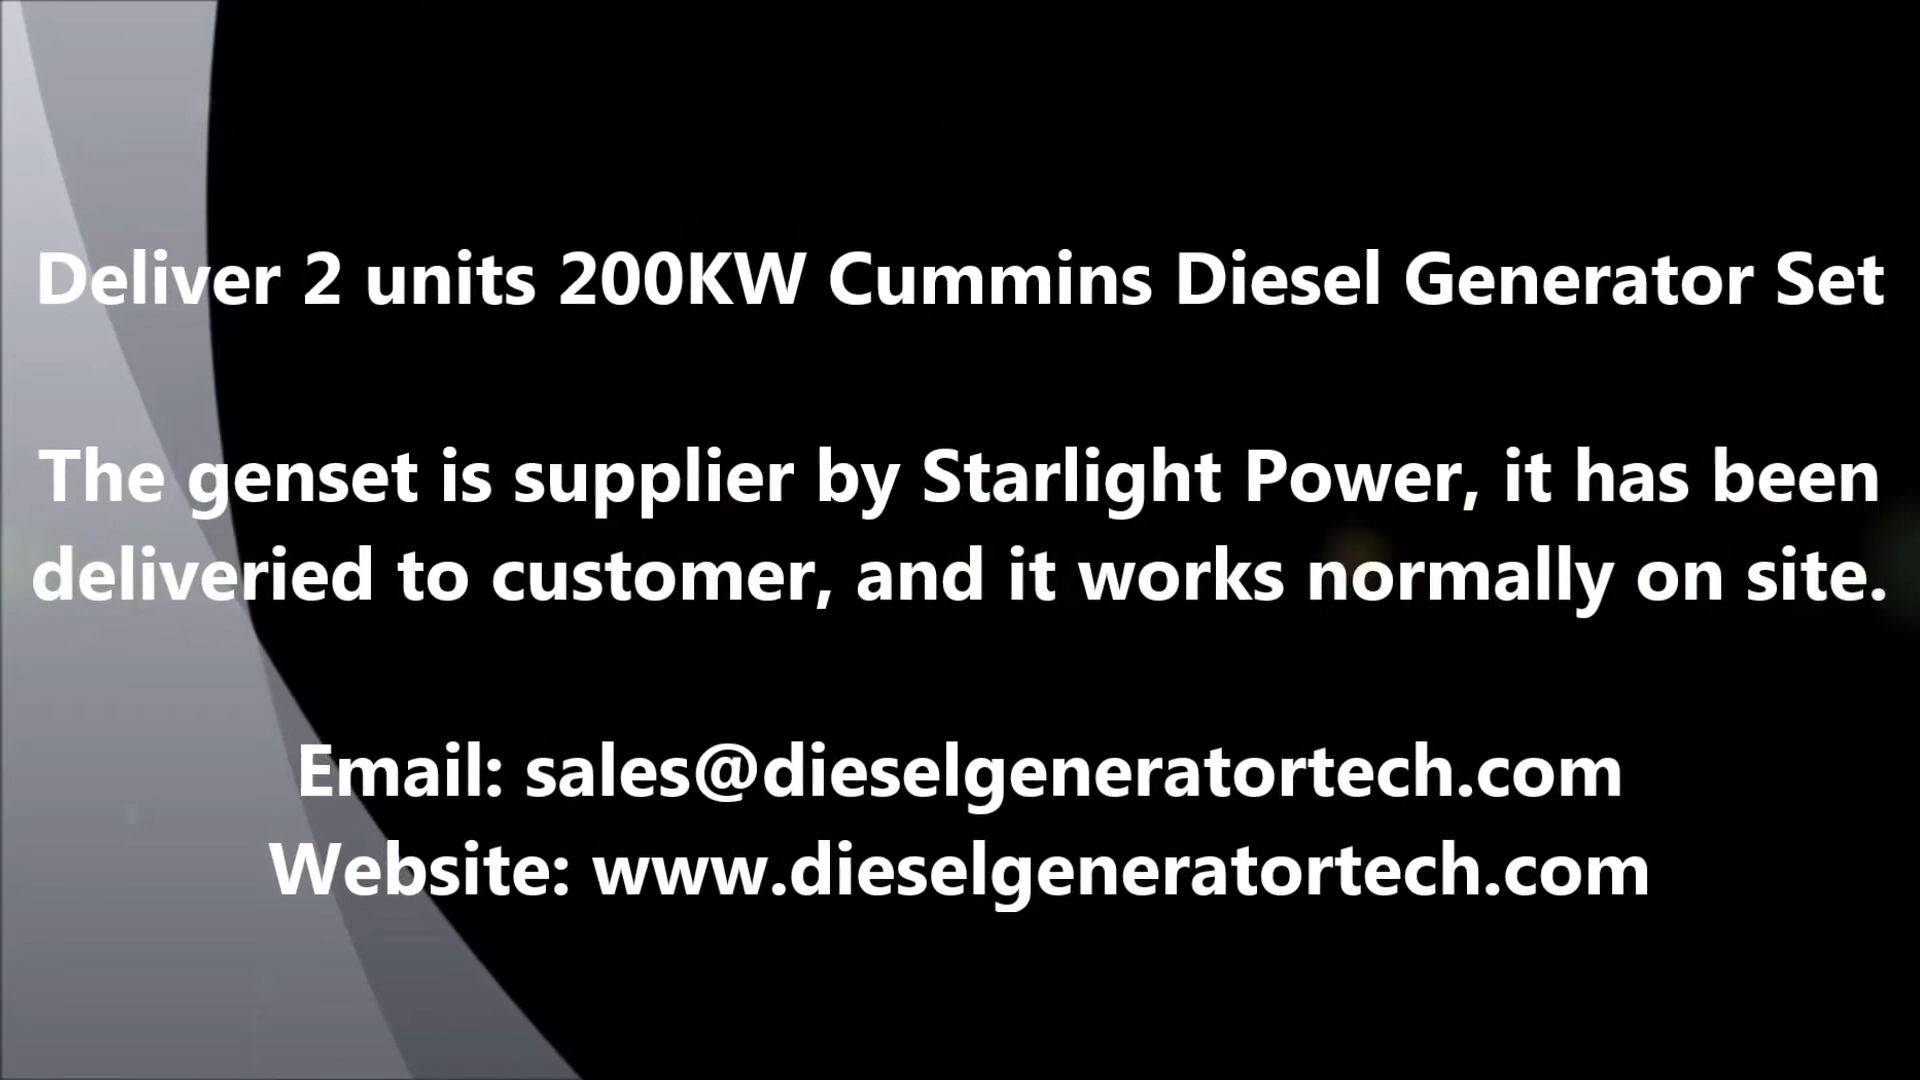 Deliver 2 units 200KW Cummins Diesel Generator Set
The genset is supplier by Starlight Power, it has been
deliveried to customer, and it works normally on site.
Email: sales@dieselgeneratortech.com
Website: www.dieselgeneratortech.com